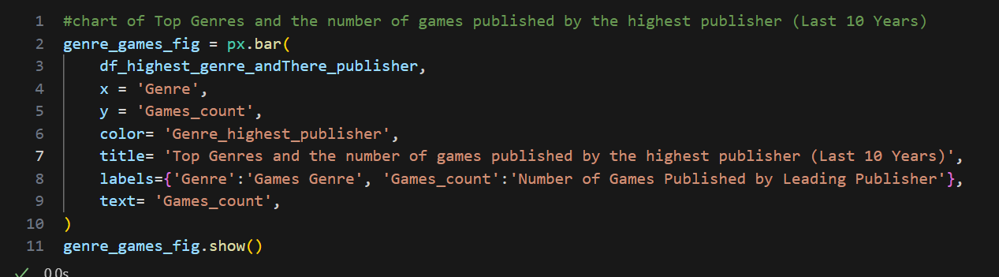 1 #chart of Top Genres and the number of games published by the highest publisher (Last 10 Years)
2 genre_games_fig = px.bar(
3     df_highest_genre_andThere_publisher,
4     x = 'Genre',
5     y = 'Games_count',
6     color= 'Genre_highest_publisher',
7     title= 'Top Genres and the number of games published by the highest publisher (Last 10 Years)',
8     labels={'Genre':'Games Genre', 'Games_count':'Number of Games Published by Leading Publisher'},
9     text= 'Games_count',
10 )
11 genre_games_fig.show()
✓ 0.0s